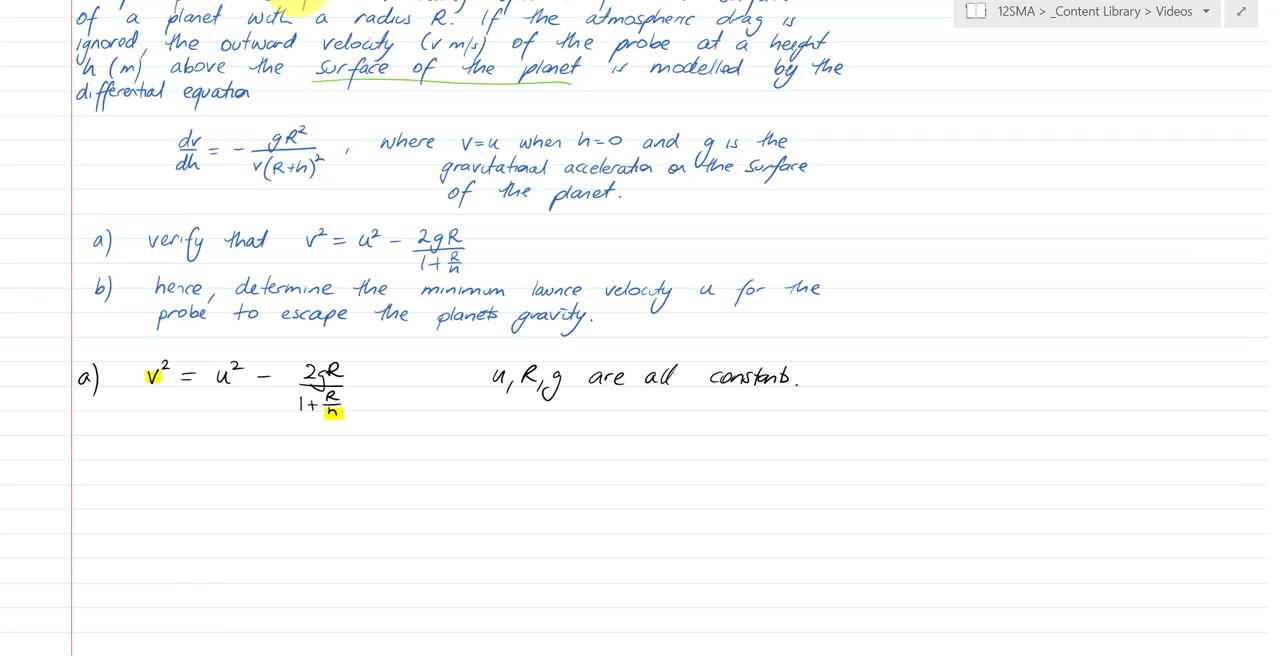 12SMA > _Content Library > Videos
of a planet with a radius R. If the atmospheric drag is
ignored, the outward velocity (v m/s) of the probe at a height
h (m) above the surface of the planet is modelled by the
differential equation
dv/dh = - gR²/v(R+h)² , where v=u when h=0 and g is the
gravitational acceleration on the surface
of the planet.
a) verify that v² = u² - 2gR/(1+R/h)
b) hence, determine the minimum launce velocity u for the
probe to escape the planets gravity.
a) v² = u² - 2gR/(1+R/h) u, R, g are all constants.